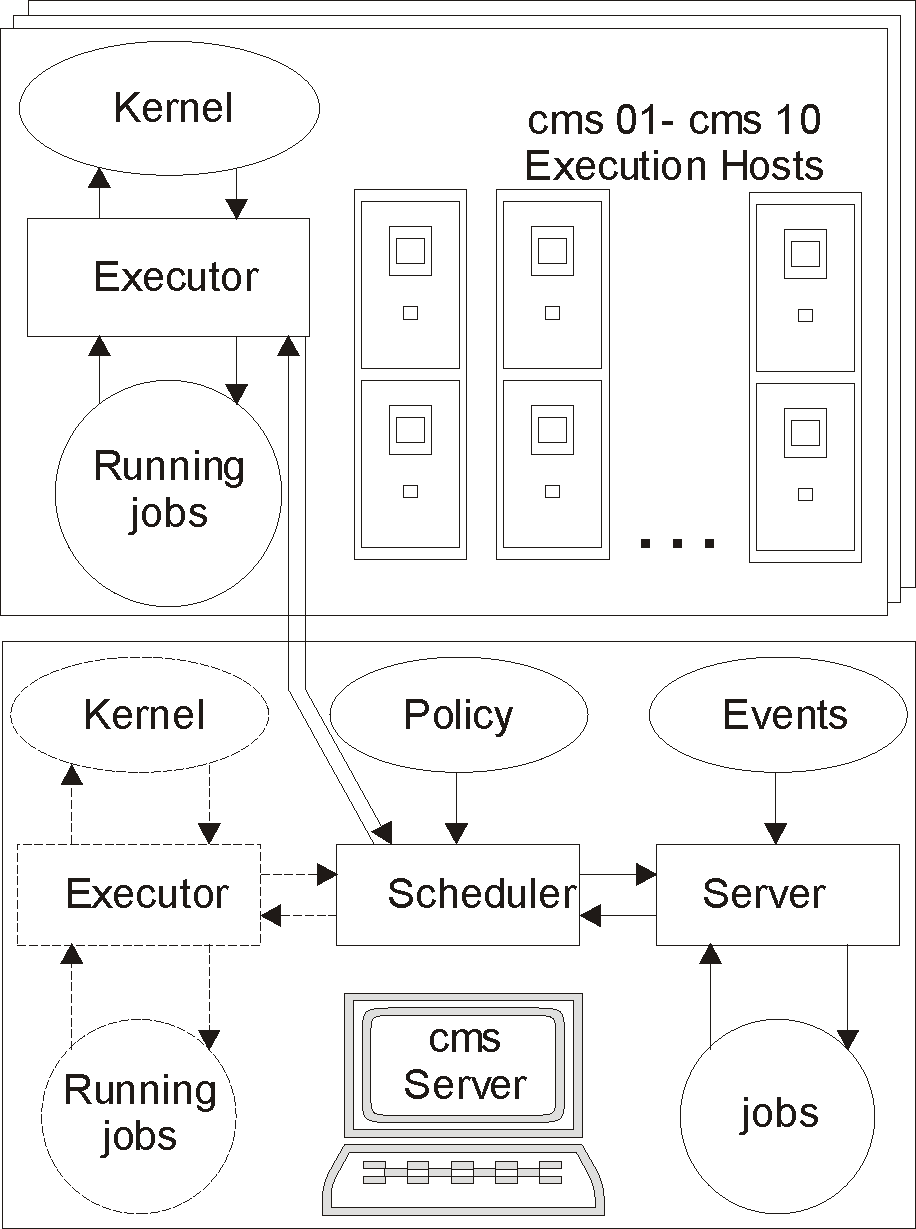 Kernel
cms 01- cms 10
Execution Hosts
Executor
Running
jobs
. . .
Kernel
Policy
Events
Executor
Scheduler
Server
Running
jobs
cms
Server
jobs